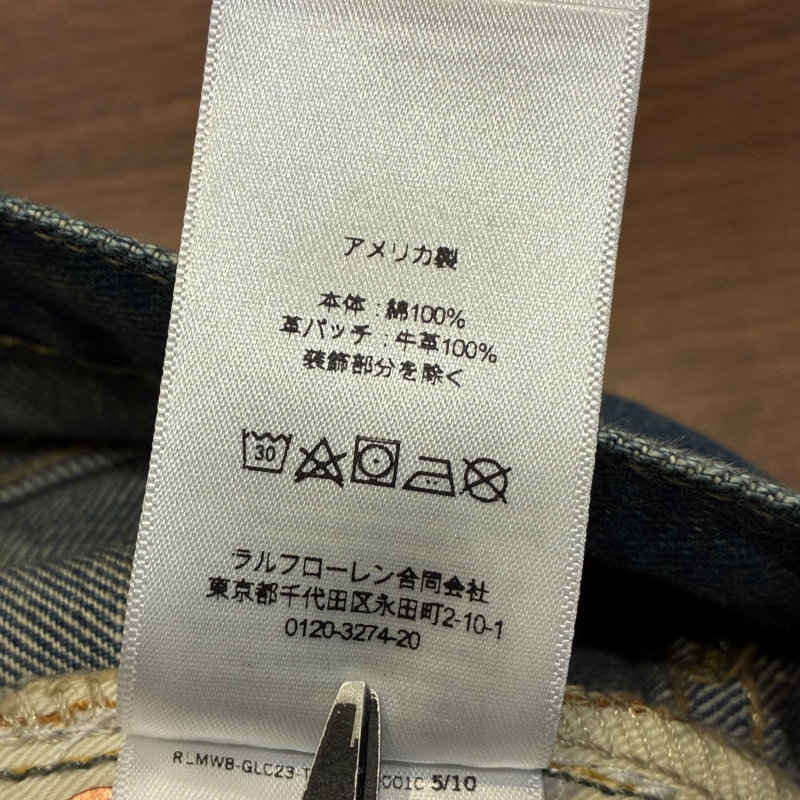 アメリカ製
本体：綿100%
革パッチ：牛革100%
装飾部分を除く
30
ラルフローレン合同会社
東京都千代田区永田町2-10-1
0120-3274-20
RLMWB-GLC23- 001C 5/10